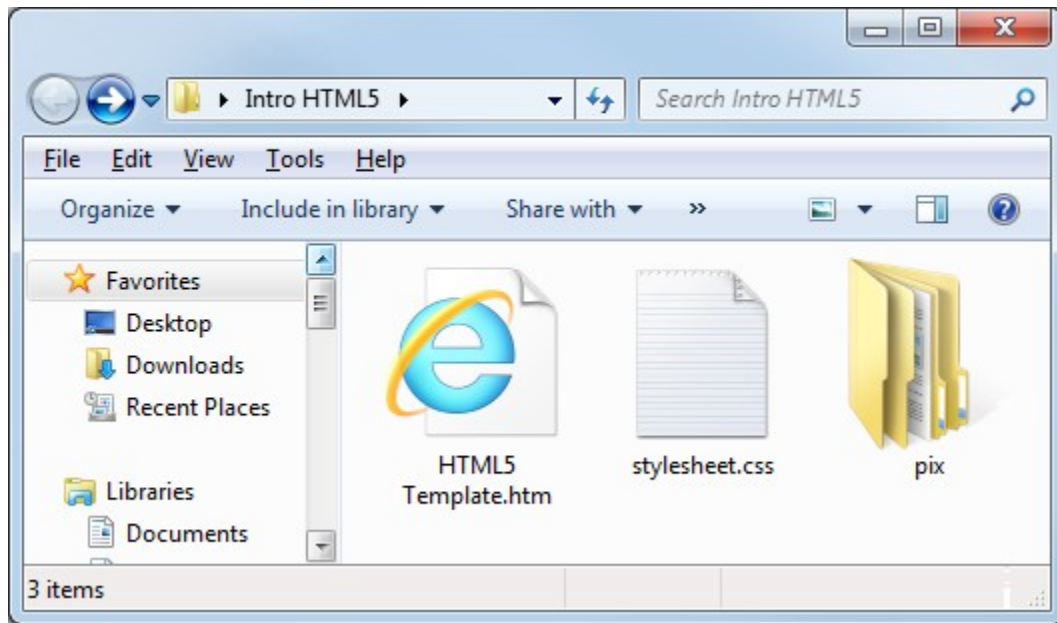 Intro HTML5
Search Intro HTML5
File Edit View Tools Help
Organize Include in library Share with »
Favorites
Desktop
Downloads
Recent Places
Libraries
Documents
HTML5
Template.htm
stylesheet.css
pix
3 items